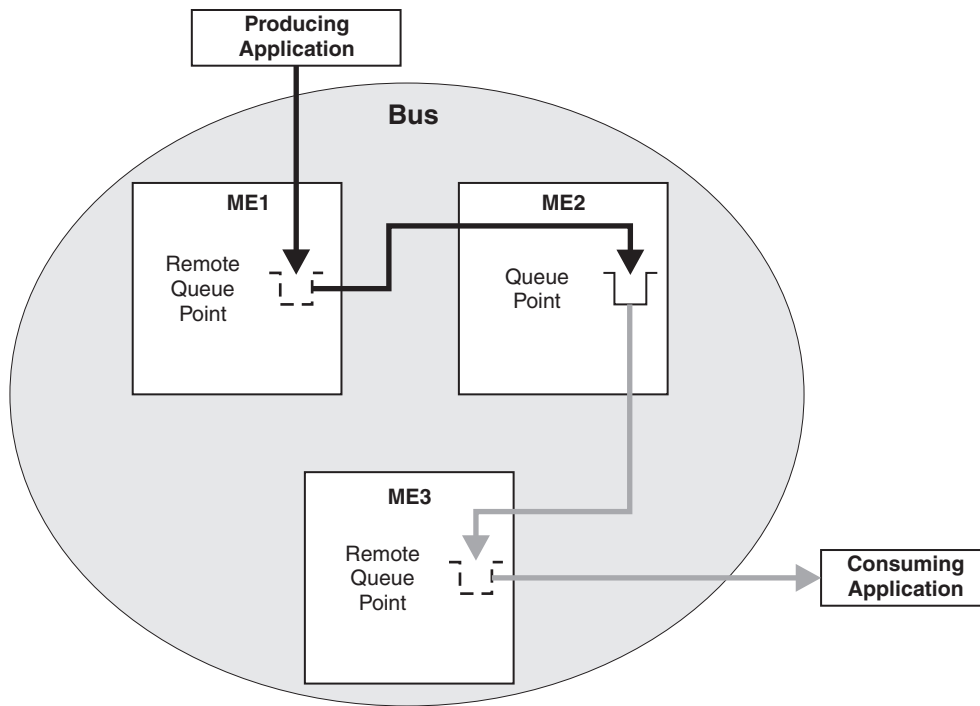 Producing
Application
Bus
ME1
Remote
Queue
Point
ME2
Queue
Point
ME3
Remote
Queue
Point
Consuming
Application